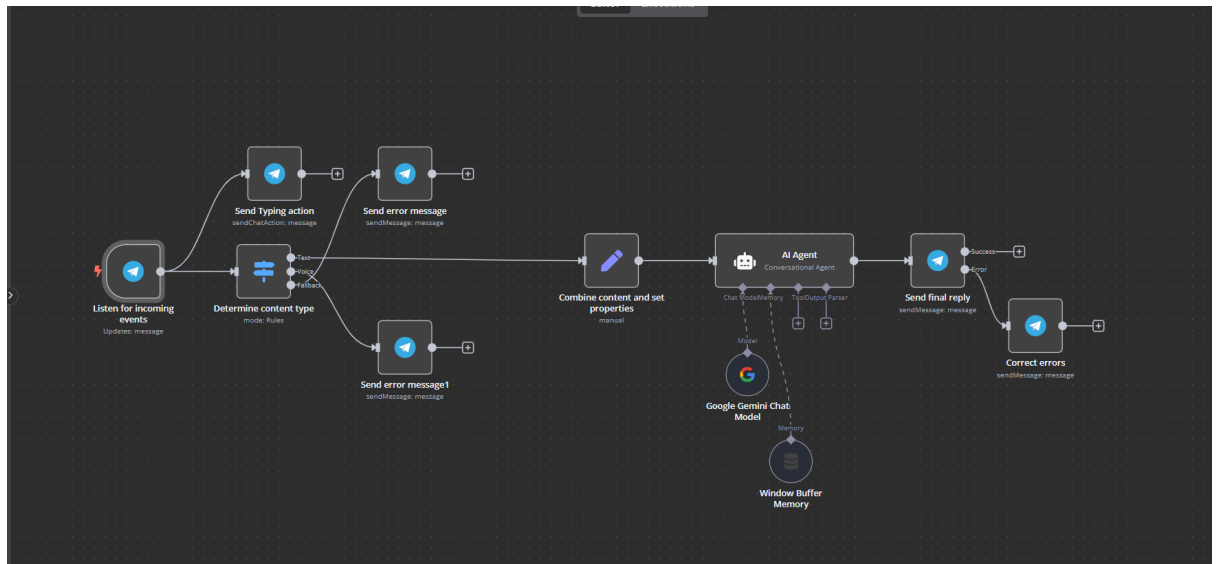 Send Typing action
sendChatAction: message
Send error message
sendMessage: message
Listen for incoming
events
Updates: message
Determine content type
mode: Rules
Text
Voice
Fallback
Send error message1
sendMessage: message
Combine content and set
properties
manual
AI Agent
Conversational Agent
Chat Model
Memory
Tool
Output Parser
Model
Google Gemini Chat
Model
Memory
Window Buffer
Memory
Success
Error
Send final reply
sendMessage: message
Correct errors
sendMessage: message